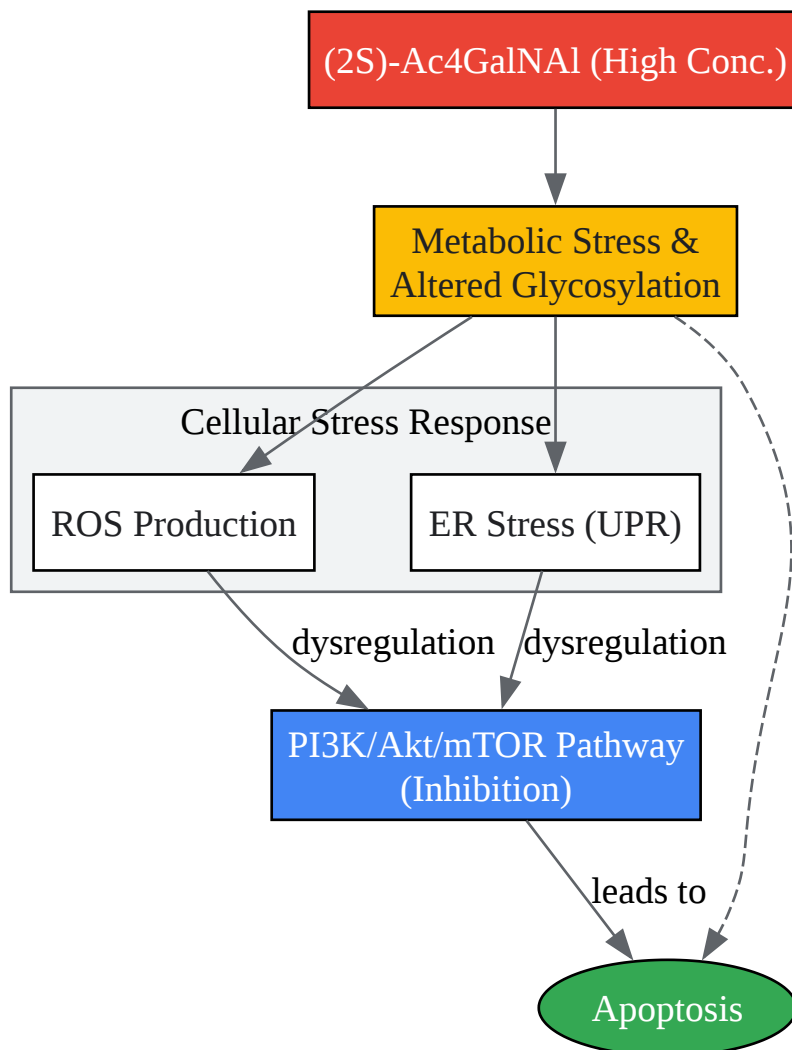 (2S)-Ac4GalNAl (High Conc.)
Metabolic Stress &
Altered Glycosylation
Cellular Stress Response
ROS Production
ER Stress (UPR)
dysregulation
dysregulation
PI3K/Akt/mTOR Pathway
(Inhibition)
leads to
Apoptosis